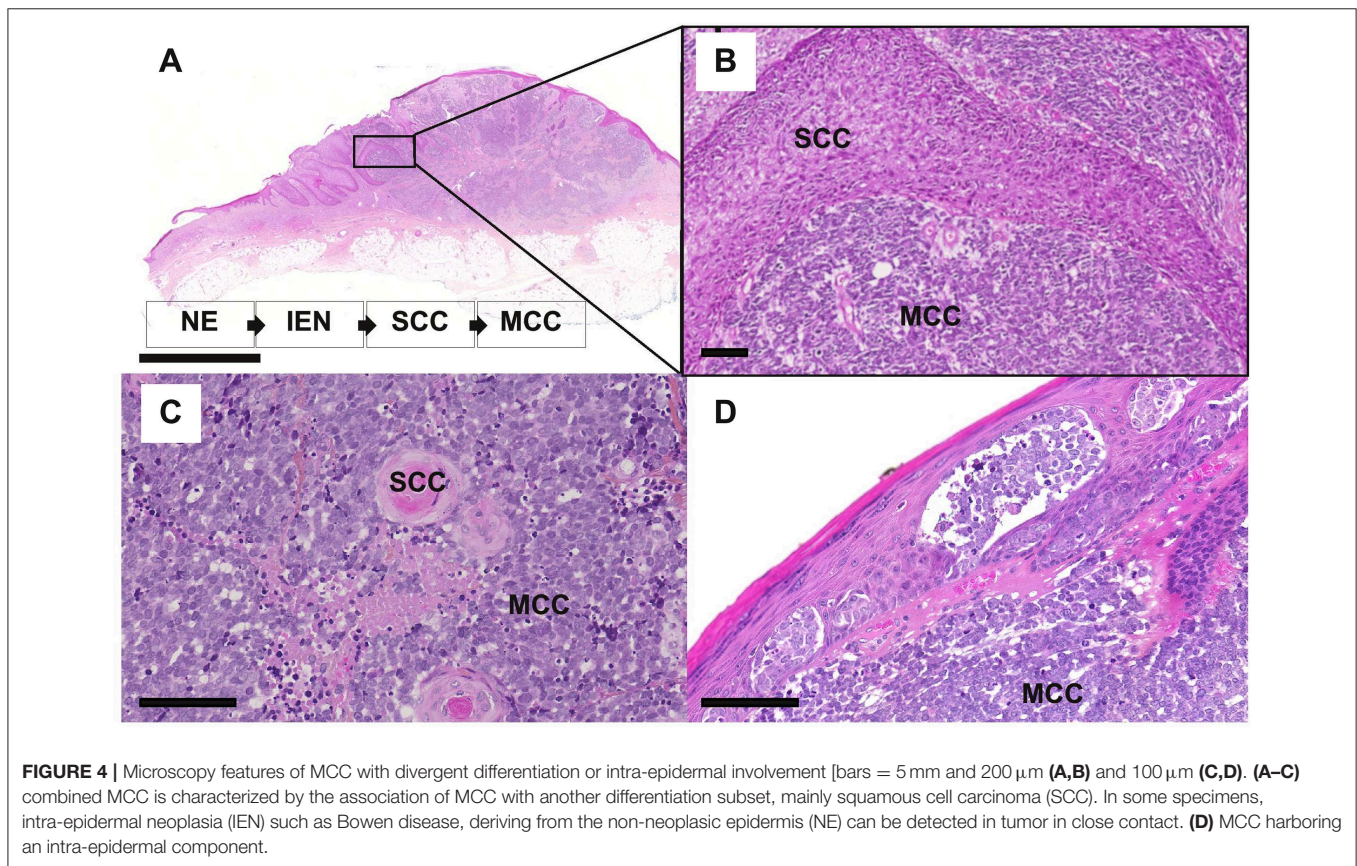 A
B
SCC
MCC
NE IEN SCC MCC
C
SCC
MCC
D
MCC
FIGURE 4 | Microscopy features of MCC with divergent differentiation or intra-epidermal involvement [bars = 5 mm and 200 μm (A,B) and 100 μm (C,D). (A–C)
combined MCC is characterized by the association of MCC with another differentiation subset, mainly squamous cell carcinoma (SCC). In some specimens,
intra-epidermal neoplasia (IEN) such as Bowen disease, deriving from the non-neoplasic epidermis (NE) can be detected in tumor in close contact. (D) MCC harboring
an intra-epidermal component.